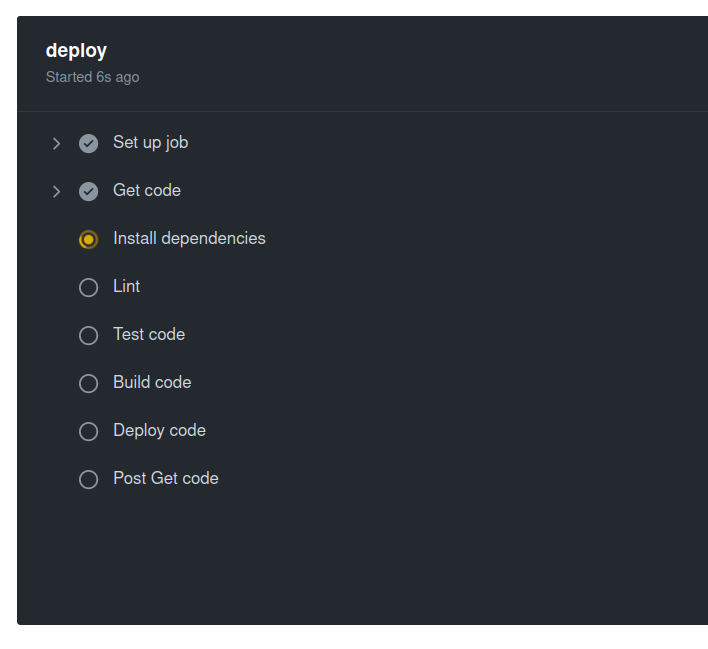 deploy
Started 6s ago
Set up job
Get code
Install dependencies
Lint
Test code
Build code
Deploy code
Post Get code